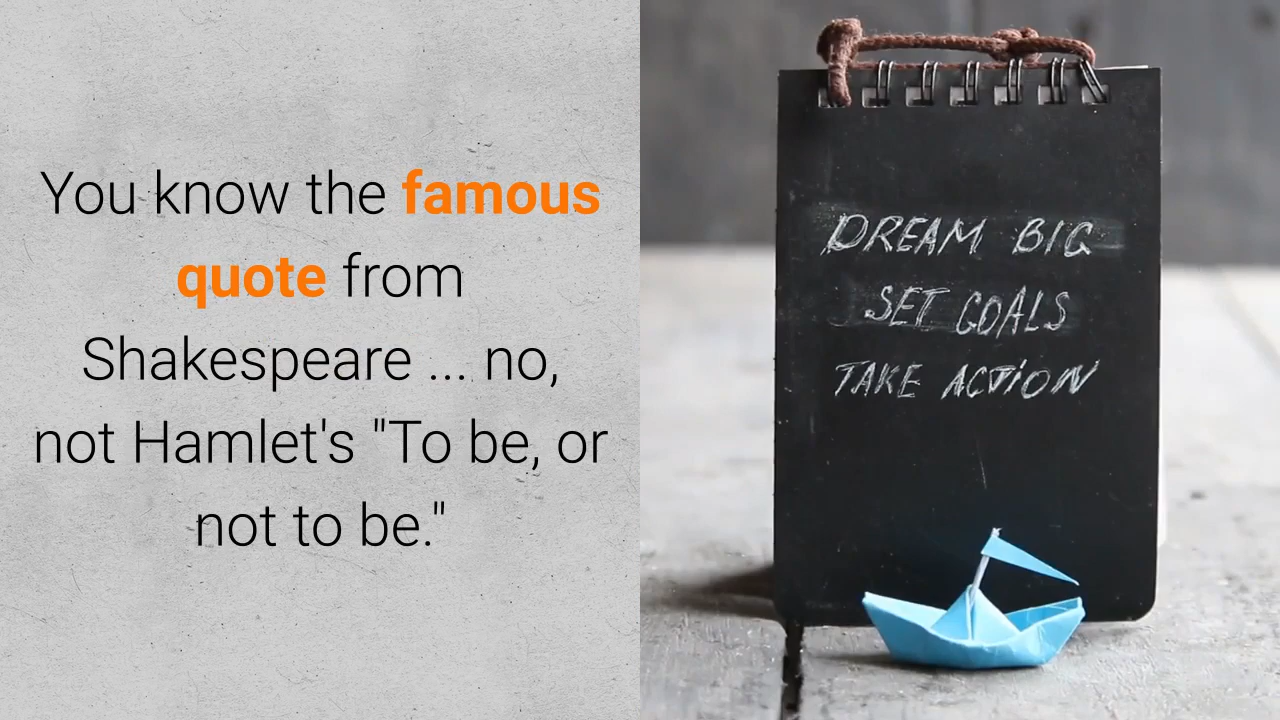 You know the famous
quote from
Shakespeare ... no,
not Hamlet's "To be, or
not to be."
DREAM BIG
SET GOALS
TAKE ACTION